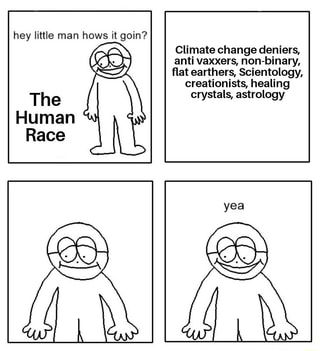 hey little man hows it goin?
The
Human
Race
Climate change deniers,
anti vaxxers, non-binary,
flat earthers, Scientology,
creationists, healing
crystals, astrology
yea